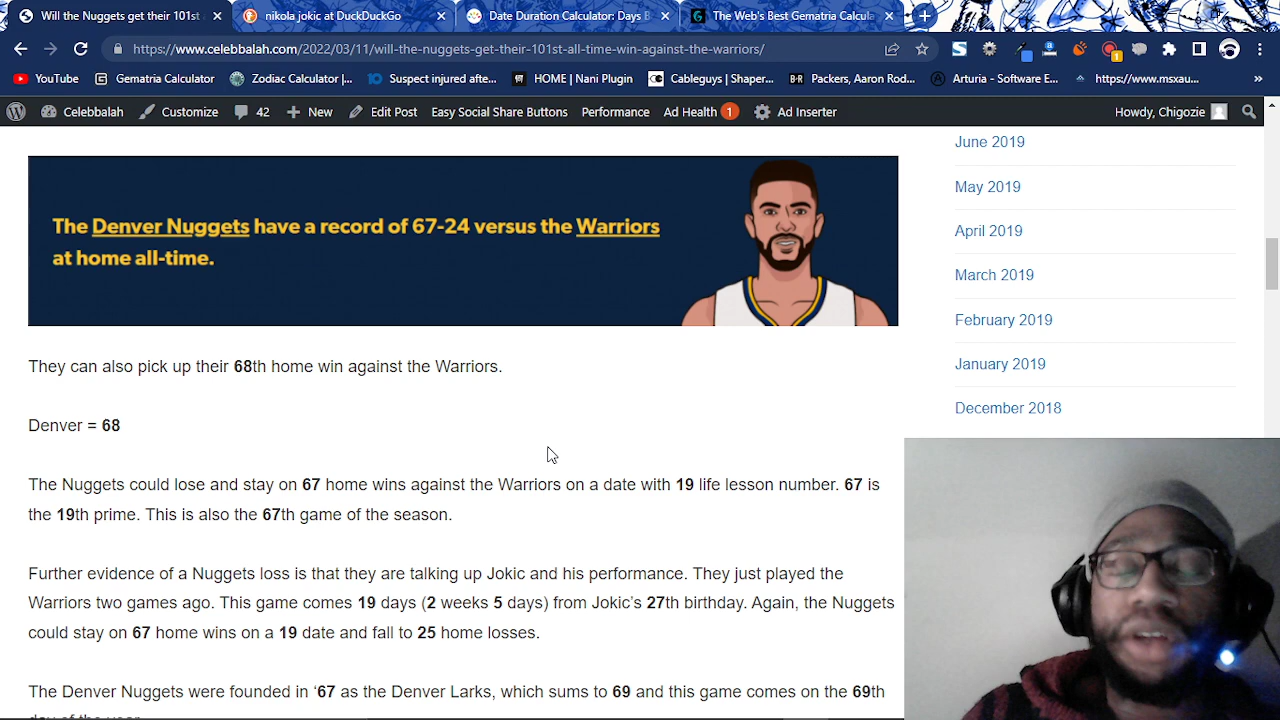 Will the Nuggets get their 101st
nikola jokic at DuckDuckGo
Date Duration Calculator: Days B
The Web's Best Gematria Calcula
https://www.celebbalah.com/2022/03/11/will-the-nuggets-get-their-101st-all-time-win-against-the-warriors/
YouTube
Gematria Calculator
Zodiac Calculator |...
Suspect injured afte...
HOME | Nani Plugin
Cableguys | Shaper...
Packers, Aaron Rod...
Arturia - Software E...
https://www.msxau...
»
Celebbalah
Customize
42
New
Edit Post
Easy Social Share Buttons
Performance
Ad Health 1
Ad Inserter
Howdy, Chigozie
The Denver Nuggets have a record of 67-24 versus the Warriors
at home all-time.
They can also pick up their 68th home win against the Warriors.
Denver = 68
The Nuggets could lose and stay on 67 home wins against the Warriors on a date with 19 life lesson number. 67 is
the 19th prime. This is also the 67th game of the season.
Further evidence of a Nuggets loss is that they are talking up Jokic and his performance. They just played the
Warriors two games ago. This game comes 19 days (2 weeks 5 days) from Jokic's 27th birthday. Again, the Nuggets
could stay on 67 home wins on a 19 date and fall to 25 home losses.
The Denver Nuggets were founded in ‘67 as the Denver Larks, which sums to 69 and this game comes on the 69th
day of the year
June 2019
May 2019
April 2019
March 2019
February 2019
January 2019
December 2018